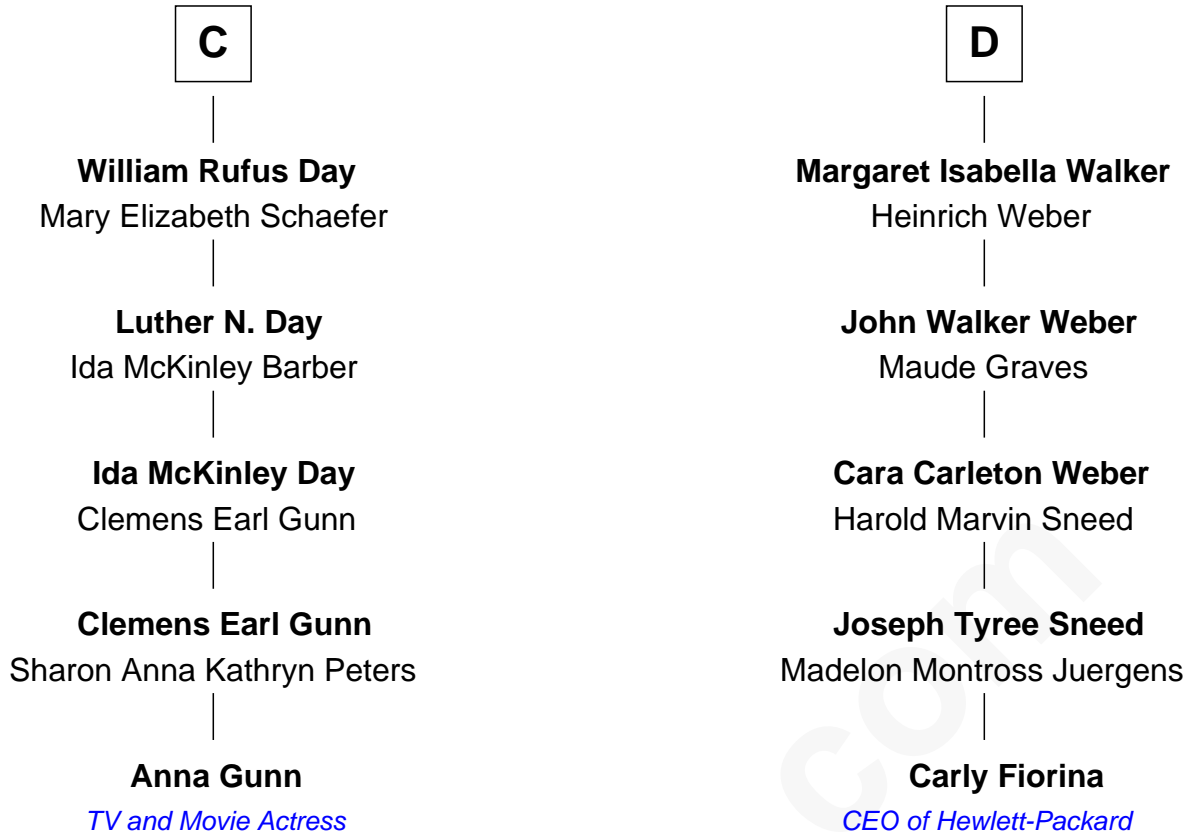 C
William Rufus Day
Mary Elizabeth Schaefer
Luther N. Day
Ida McKinley Barber
Ida McKinley Day
Clemens Earl Gunn
Clemens Earl Gunn
Sharon Anna Kathryn Peters
Anna Gunn
TV and Movie Actress
D
Margaret Isabella Walker
Heinrich Weber
John Walker Weber
Maude Graves
Cara Carleton Weber
Harold Marvin Sneed
Joseph Tyree Sneed
Madelon Montross Juergens
Carly Fiorina
CEO of Hewlett-Packard
com